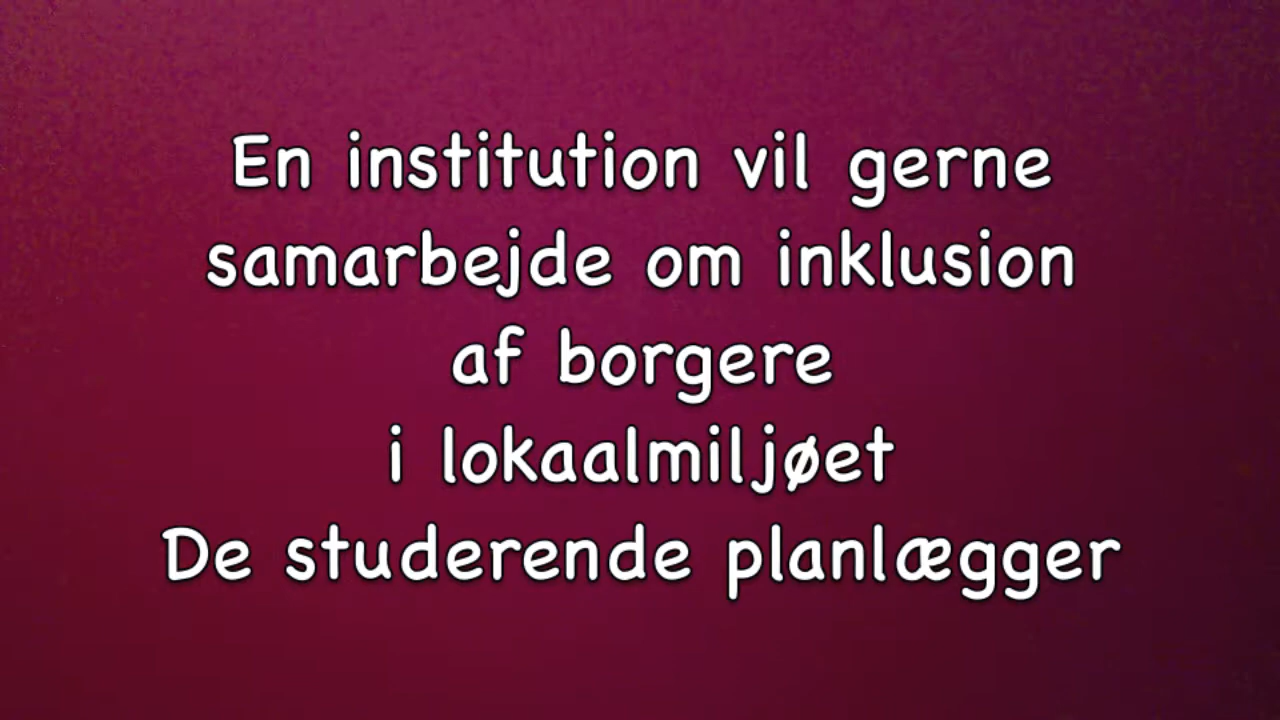 En institution vil gerne
samarbejde om inklusion
af borgere
i lokaalmiljøet
De studerende planlægger